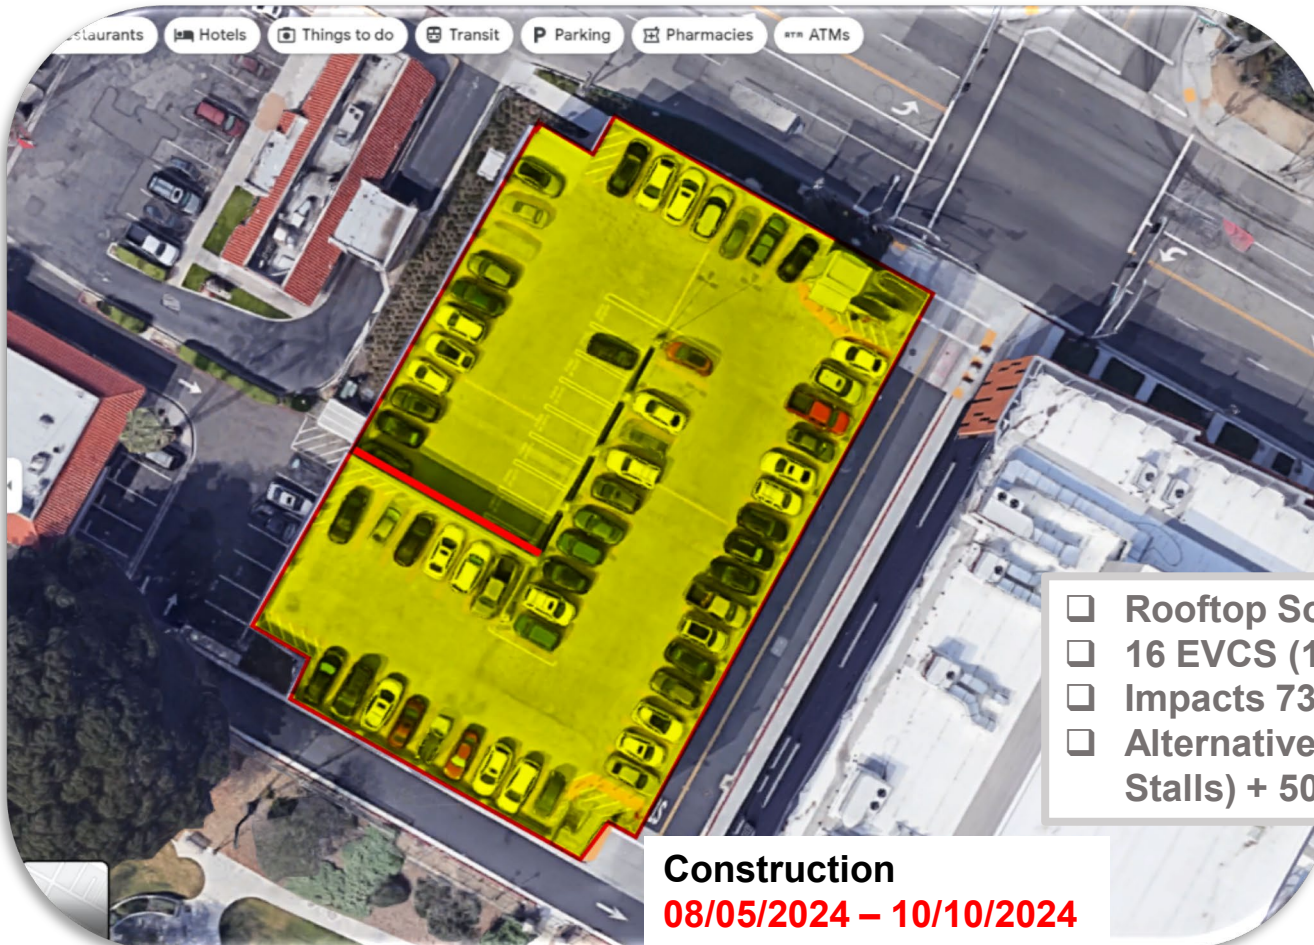 staurants
Hotels
Things to do
Transit
Parking
Pharmacies
ATMs
Rooftop So
16 EVCS (1
Impacts 73
Alternative
Stalls) + 50
Construction
08/05/2024 – 10/10/2024